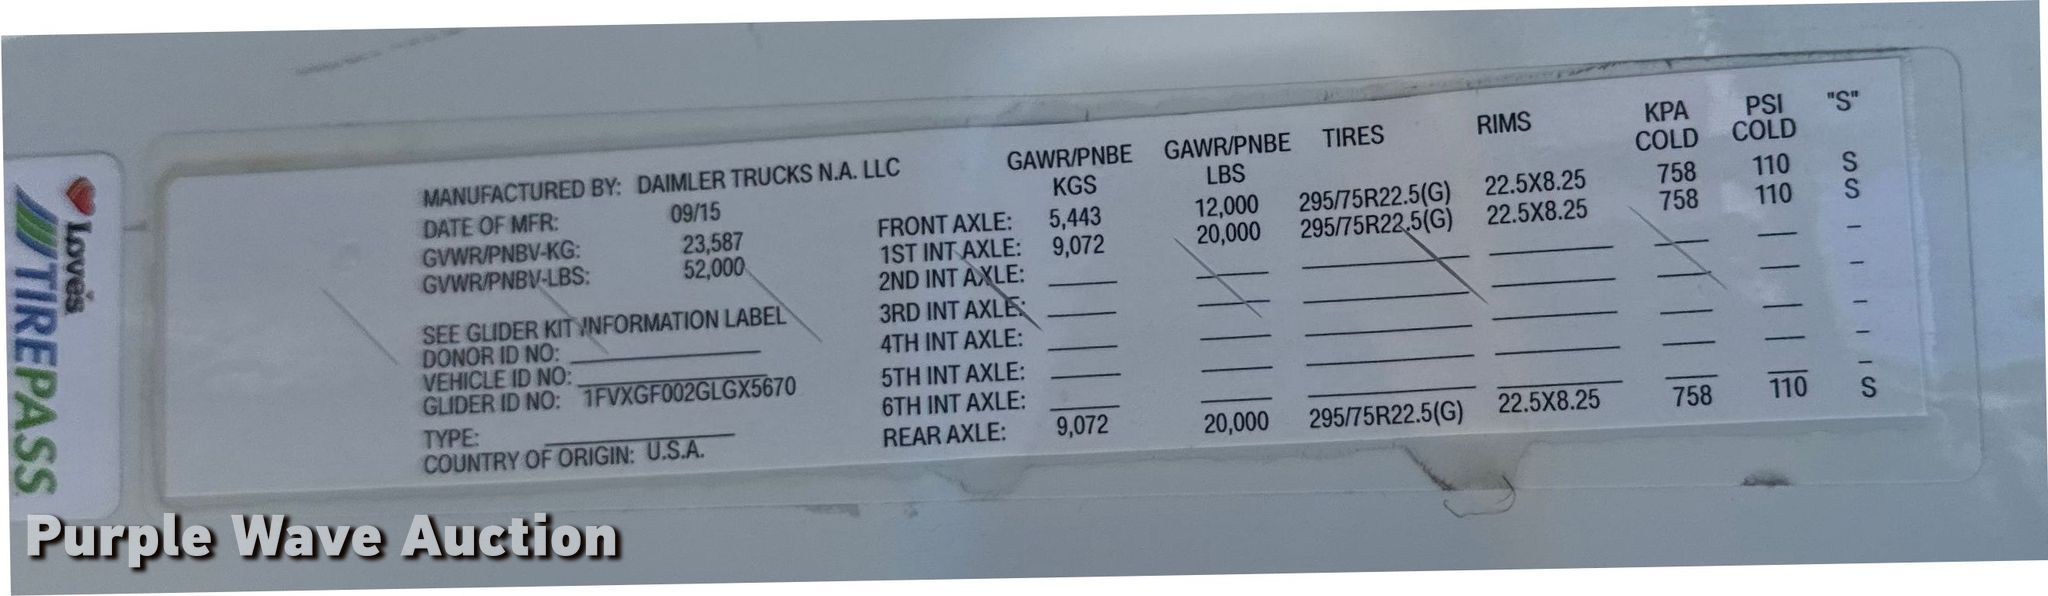 Love's
TIREPASS
MANUFACTURED BY: DAIMLER TRUCKS N.A. LLC
DATE OF MFR: 09/15
GVWR/PNBV-KG: 23,587
GVWR/PNBV-LBS: 52,000
SEE GLIDER KIT INFORMATION LABEL
DONOR ID NO:
VEHICLE ID NO:
GLIDER ID NO: 1FVXGF002GLGX5670
TYPE:
COUNTRY OF ORIGIN: U.S.A.
GAWR/PNBE KGS GAWR/PNBE LBS TIRES RIMS KPA COLD PSI COLD "S"
FRONT AXLE: 5,443 12,000 295/75R22.5(G) 22.5X8.25 758 110 S
1ST INT AXLE: 9,072 20,000 295/75R22.5(G) 22.5X8.25 758 110 S
2ND INT AXLE: –
3RD INT AXLE: –
4TH INT AXLE: –
5TH INT AXLE: –
6TH INT AXLE: –
REAR AXLE: 9,072 20,000 295/75R22.5(G) 22.5X8.25 758 110 S
Purple Wave Auction